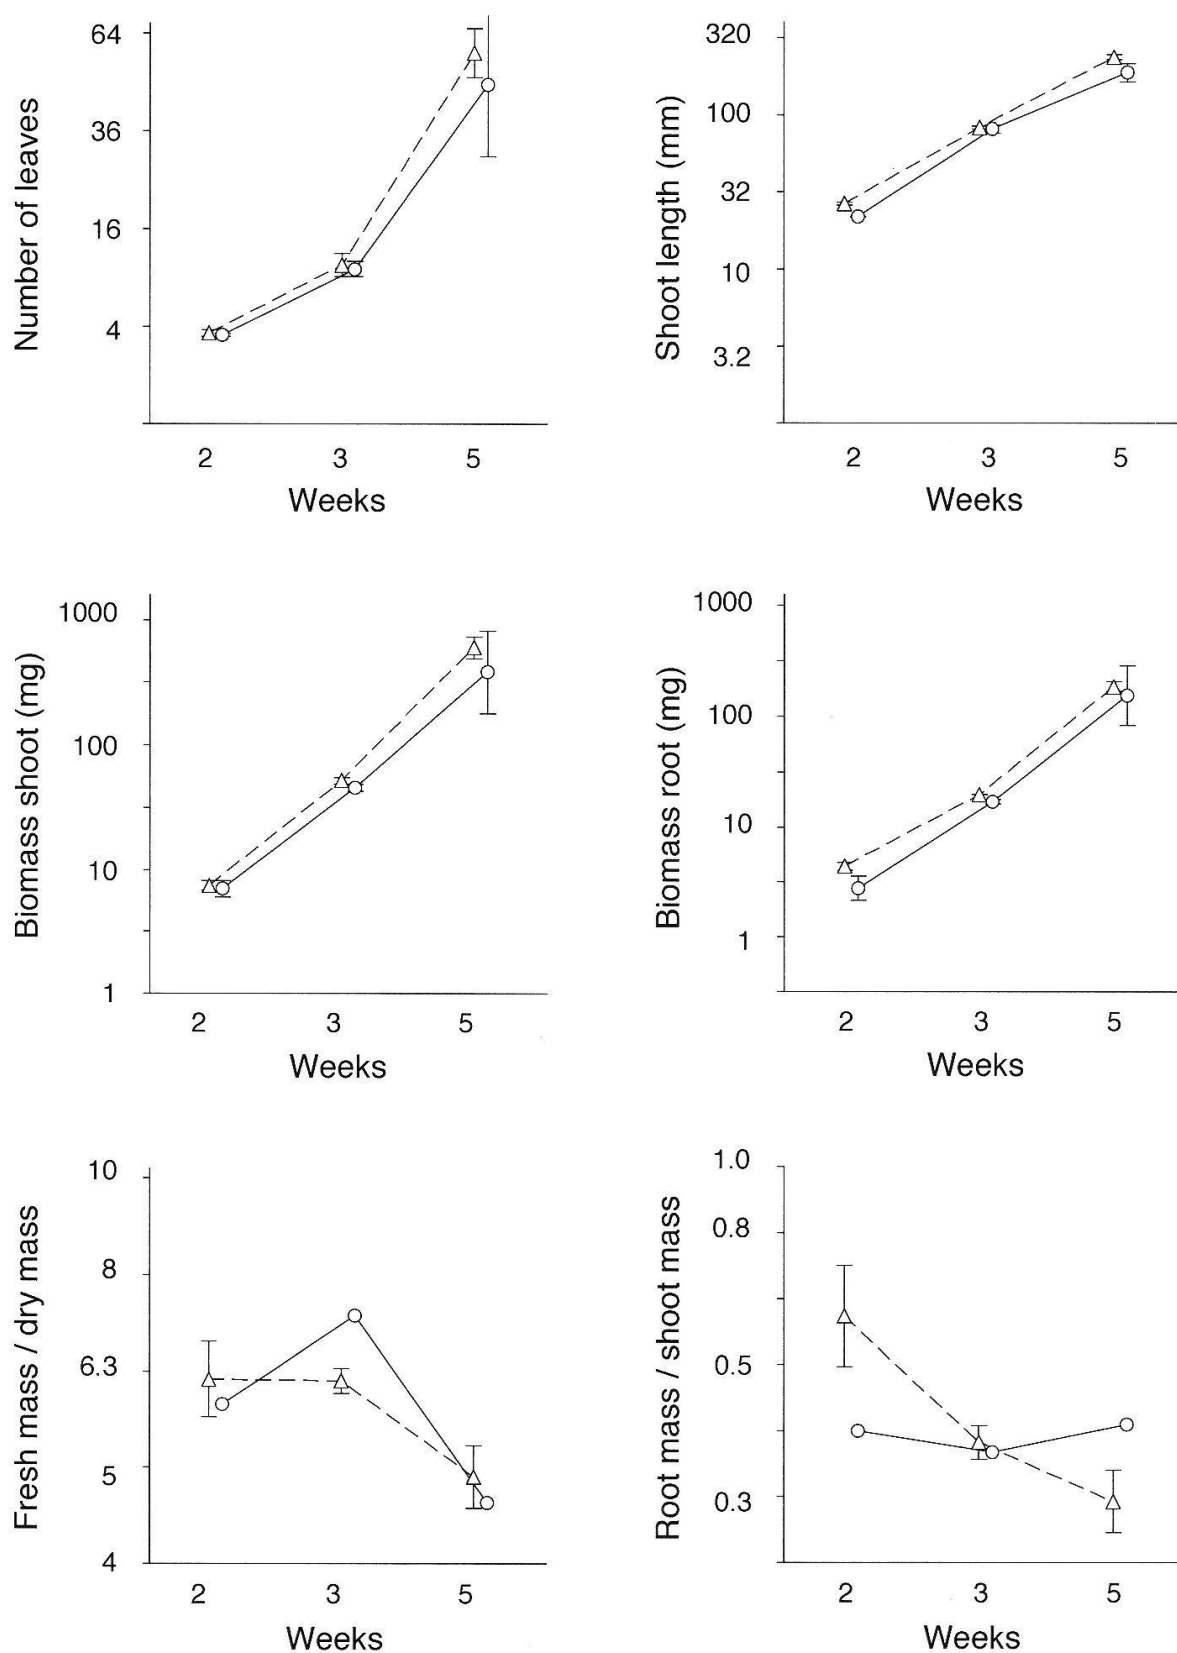 Number of leaves
64
36
16
4
2 3 5
Weeks
Shoot length (mm)
320
100
32
10
3.2
2 3 5
Weeks
Biomass shoot (mg)
1000
100
10
1
2 3 5
Weeks
Biomass root (mg)
1000
100
10
1
2 3 5
Weeks
Fresh mass / dry mass
10
8
6.3
5
4
2 3 5
Weeks
Root mass / shoot mass
1.0
0.8
0.5
0.3
2 3 5
Weeks